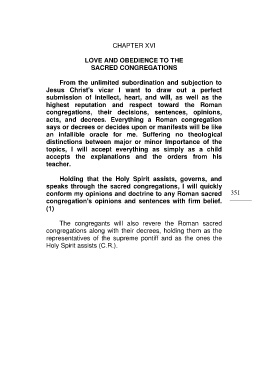 CHAPTER XVI
LOVE AND OBEDIENCE TO THE
SACRED CONGREGATIONS
From the unlimited subordination and subjection to
Jesus Christ's vicar I want to draw out a perfect
submission of intellect, heart, and will, as well as the
highest reputation and respect toward the Roman
congregations, their decisions, sentences, opinions,
acts, and decrees. Everything a Roman congregation
says or decrees or decides upon or manifests will be like
an infallible oracle for me. Suffering no theological
distinctions between major or minor importance of the
topics, I will accept everything as simply as a child
accepts the explanations and the orders from his
teacher.
Holding that the Holy Spirit assists, governs, and
speaks through the sacred congregations, I will quickly
conform my opinions and doctrine to any Roman sacred
congregation's opinions and sentences with firm belief.
(1)
351
The congregants will also revere the Roman sacred
congregations along with their decrees, holding them as the
representatives of the supreme pontiff and as the ones the
Holy Spirit assists (C.R.).